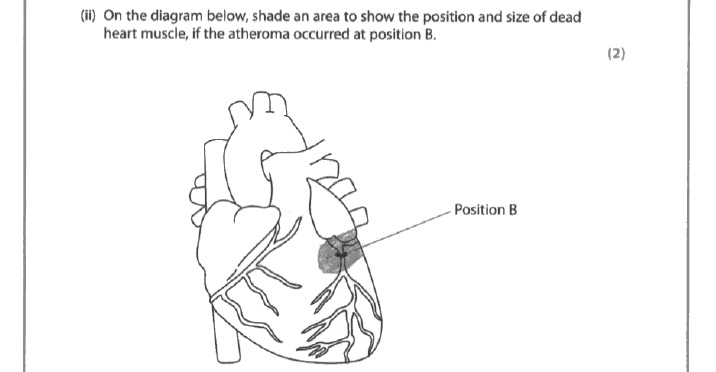 (ii) On the diagram below, shade an area to show the position and size of dead
heart muscle, if the atheroma occurred at position B.
(2)
Position B